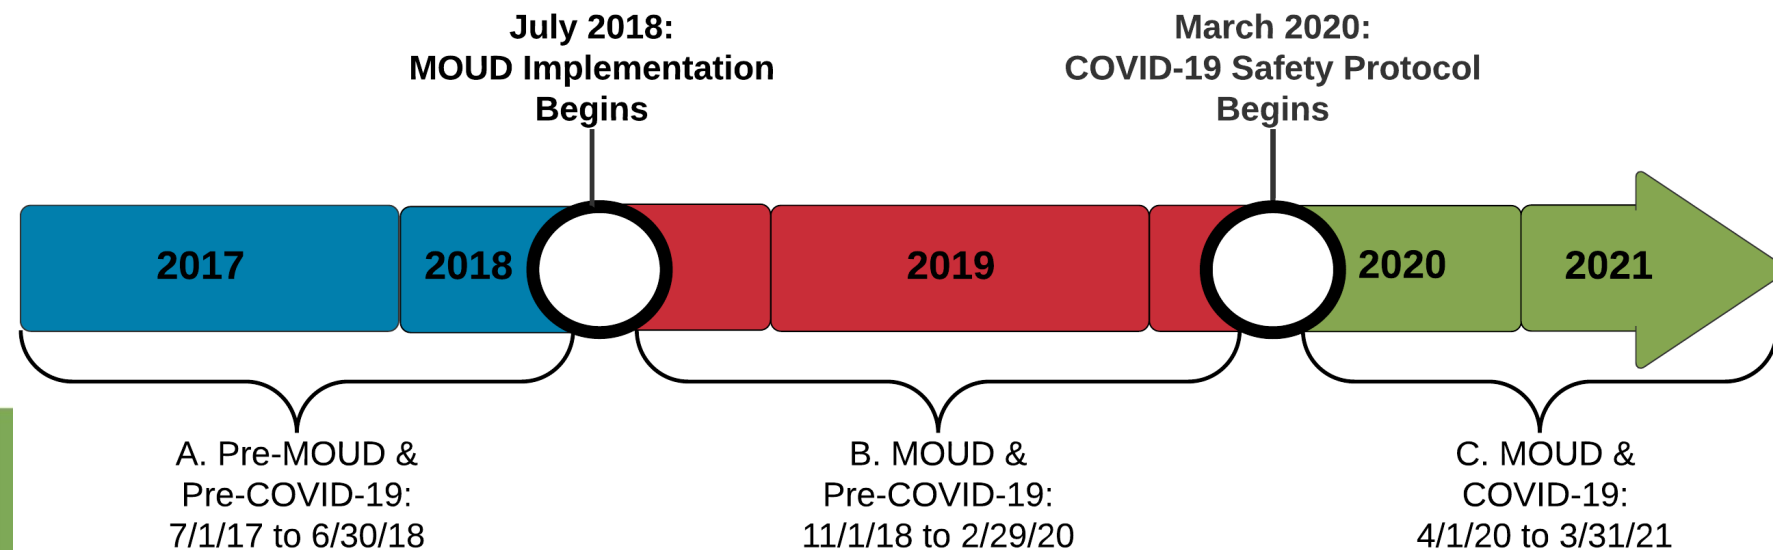 July 2018:
MOUD Implementation
Begins
March 2020:
COVID-19 Safety Protocol
Begins
2017
2018
2019
2020
2021
A. Pre-MOUD &
Pre-COVID-19:
7/1/17 to 6/30/18
B. MOUD &
Pre-COVID-19:
11/1/18 to 2/29/20
C. MOUD &
COVID-19:
4/1/20 to 3/31/21